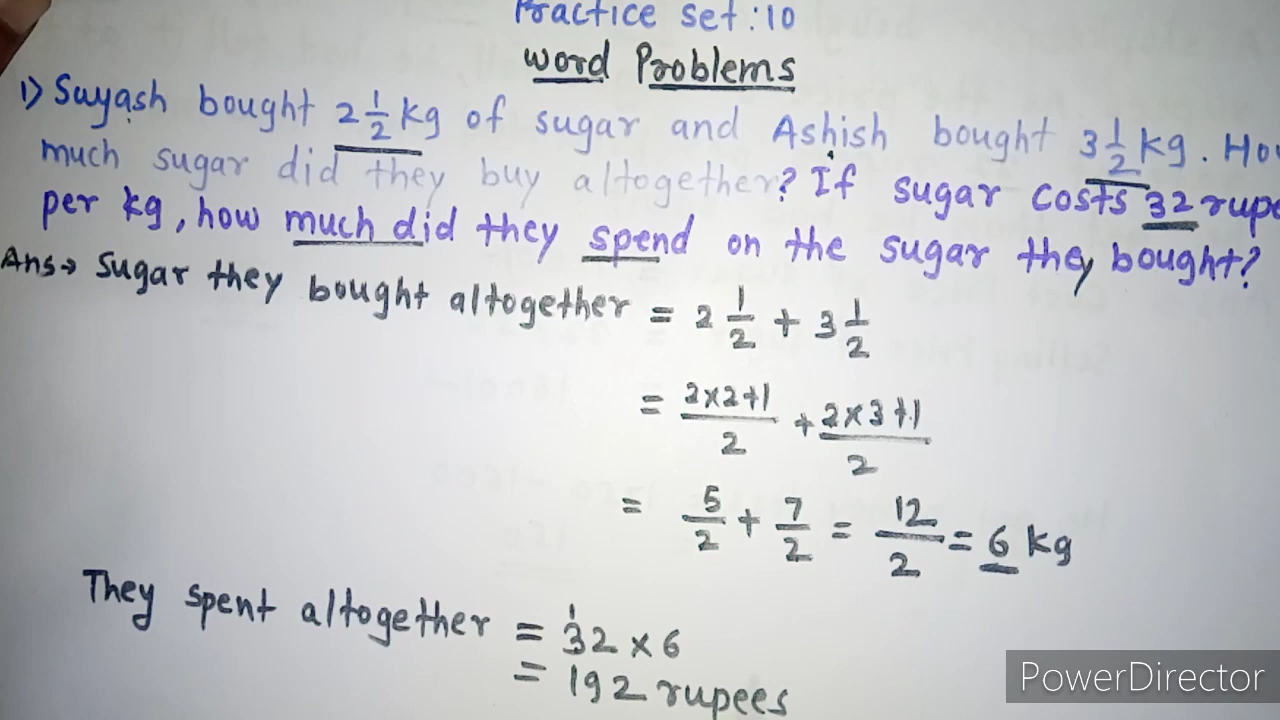 Practice set:10
Word Problems
1) Suyash bought 2 1/2 kg of sugar and Ashish bought 3 1/2 kg. How
much sugar did they buy altogether? If sugar costs 32 rupe
per kg, how much did they spend on the sugar they bought?
Ans→ Sugar they bought altogether = 2 1/2 + 3 1/2
= 2×2+1/2 + 2×3+1/2
= 5/2 + 7/2 = 12/2 = 6 kg
They spent altogether = 32 × 6
= 192 rupees
PowerDirector